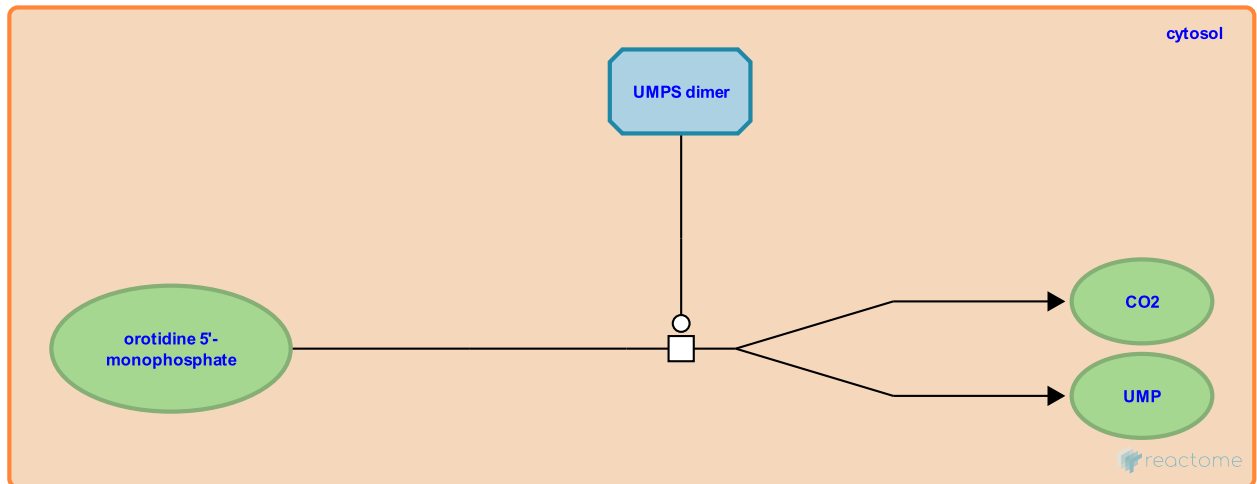 cytosol
UMPS dimer
orotidine 5'-
monophosphate
CO2
UMP
reactome